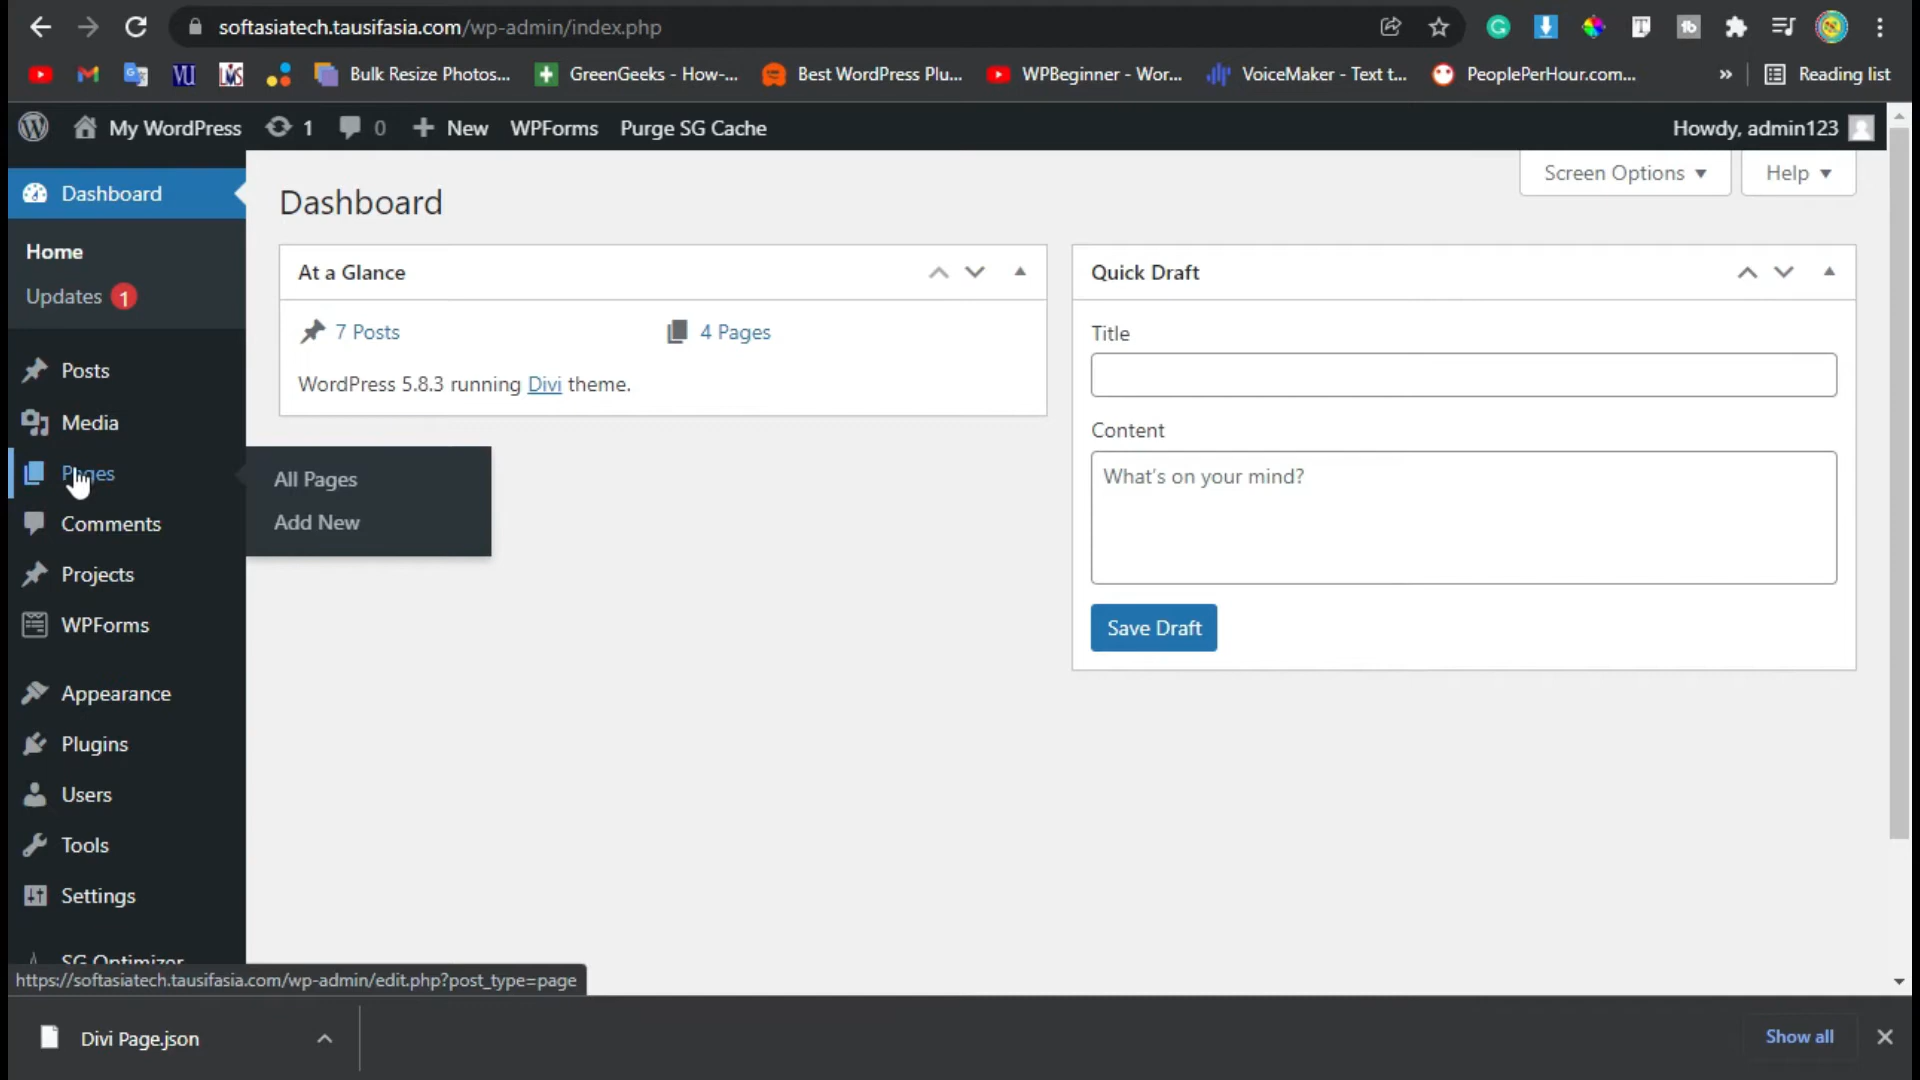 softasiatech.tausifasia.com/wp-admin/index.php
VU
LMS
Bulk Resize Photos...
GreenGeeks - How-...
Best WordPress Plu...
WPBeginner - Wor...
VoiceMaker - Text t...
PeoplePerHour.com...
»
Reading list
My WordPress
1
0
+ New
WPForms
Purge SG Cache
Howdy, admin123
Dashboard
Home
Updates 1
Posts
Media
Pages
Comments
Projects
WPForms
Appearance
Plugins
Users
Tools
Settings
SG Optimizer
All Pages
Add New
Dashboard
Screen Options
Help
At a Glance
7 Posts
4 Pages
WordPress 5.8.3 running Divi theme.
Quick Draft
Title
Content
What's on your mind?
Save Draft
https://softasiatech.tausifasia.com/wp-admin/edit.php?post_type=page
Divi Page.json
Show all